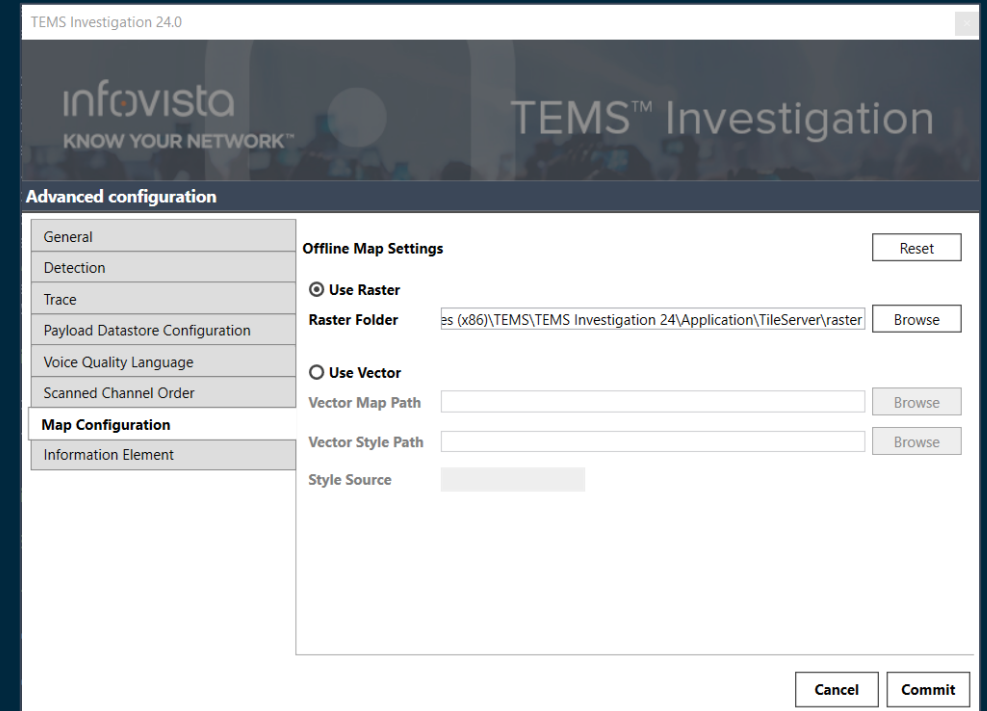 TEMS Investigation 24.0
infovista
KNOW YOUR NETWORK™
TEMS™ Investigation
Advanced configuration
General
Detection
Trace
Payload Datastore Configuration
Voice Quality Language
Scanned Channel Order
Map Configuration
Information Element
Offline Map Settings
Reset
Use Raster
Raster Folder
es (x86)\TEMS\TEMS Investigation 24\Application\TileServer\raster
Browse
Use Vector
Vector Map Path
Browse
Vector Style Path
Browse
Style Source
Cancel
Commit